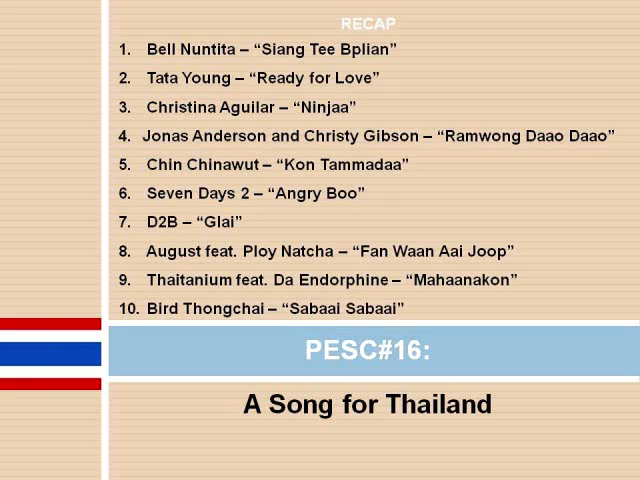 RECAP
1. Bell Nuntita – “Siang Tee Bplian”
2. Tata Young – “Ready for Love”
3. Christina Aguilar – “Ninjaa”
4. Jonas Anderson and Christy Gibson – “Ramwong Daao Daao”
5. Chin Chinawut – “Kon Tammadaa”
6. Seven Days 2 – “Angry Boo”
7. D2B – “Glai”
8. August feat. Ploy Natcha – “Fan Waan Aai Joop”
9. Thaitanium feat. Da Endorphine – “Mahaanakon”
10. Bird Thongchai – “Sabaai Sabaai”
PESC#16:
A Song for Thailand